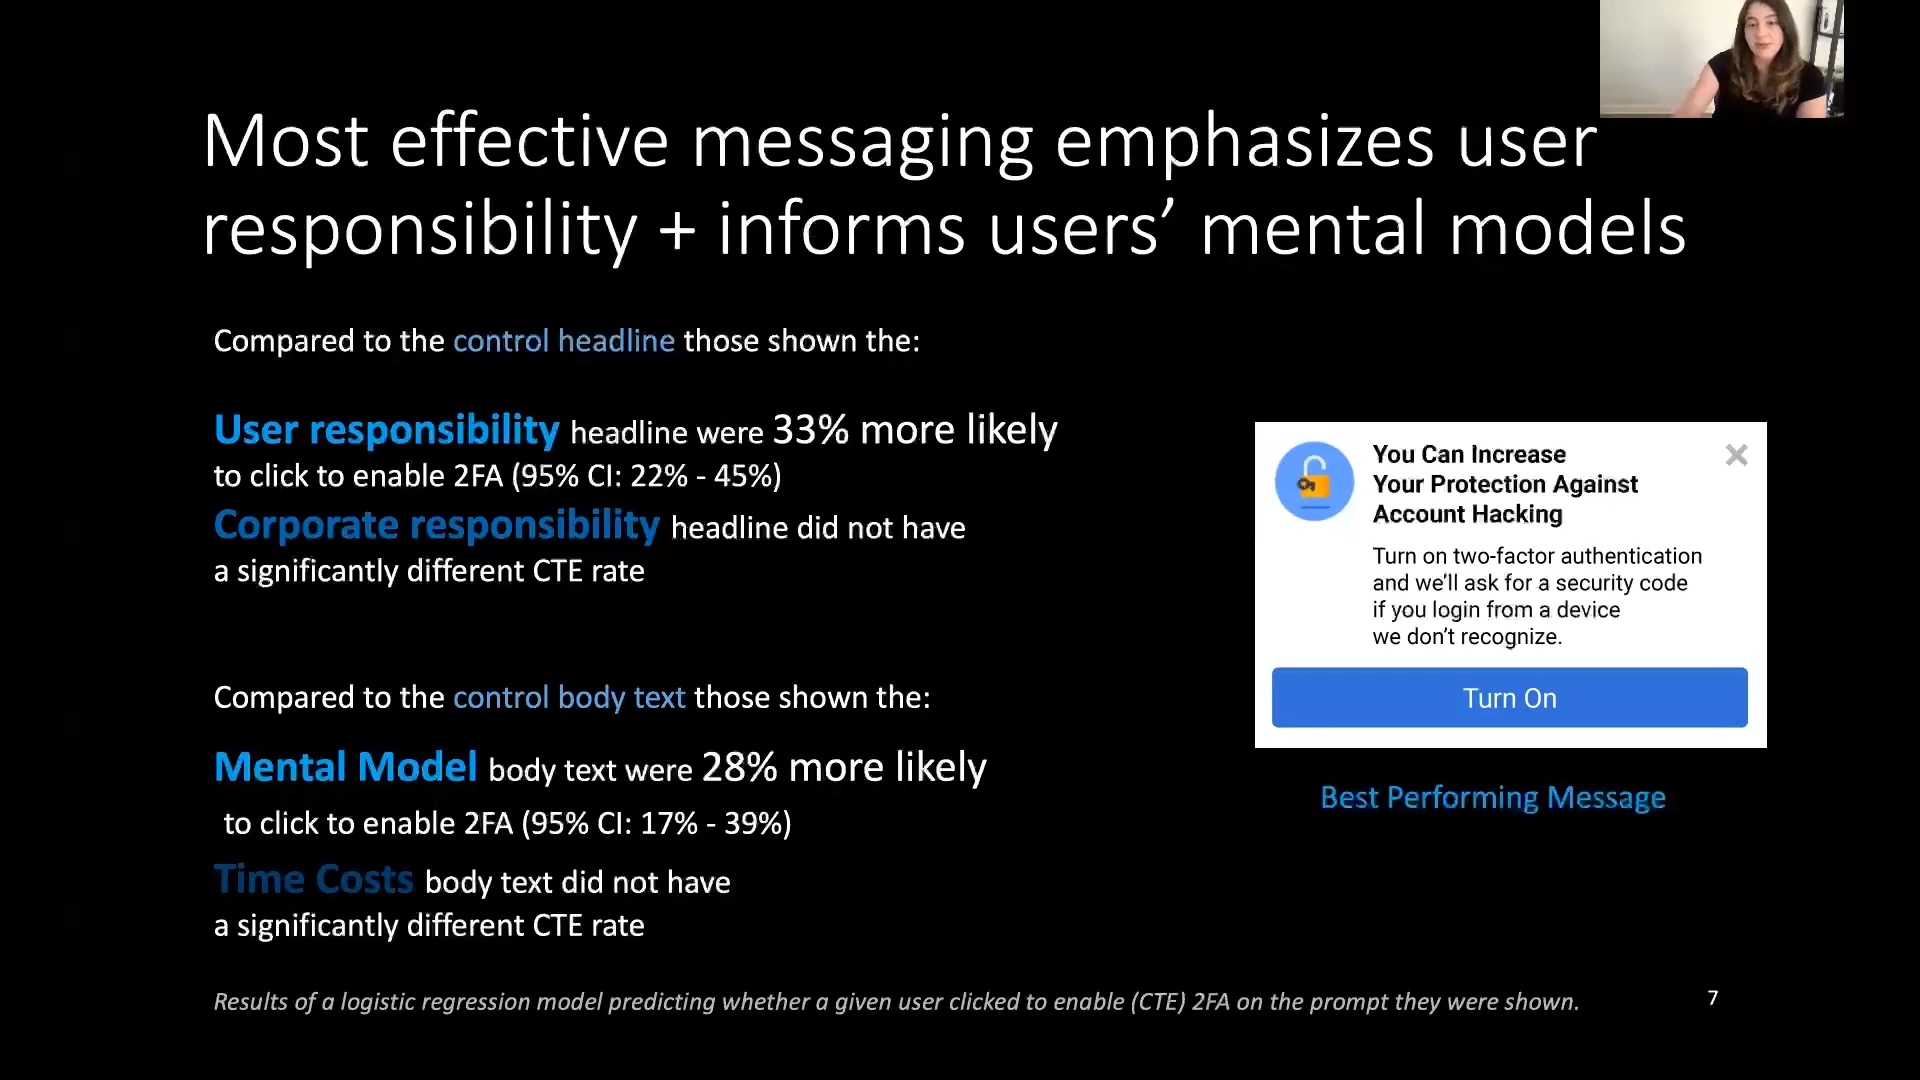 Most effective messaging emphasizes user
responsibility + informs users’ mental models
Compared to the control headline those shown the:
User responsibility headline were 33% more likely
to click to enable 2FA (95% CI: 22% - 45%)
Corporate responsibility headline did not have
a significantly different CTE rate
Compared to the control body text those shown the:
Mental Model body text were 28% more likely
to click to enable 2FA (95% CI: 17% - 39%)
Time Costs body text did not have
a significantly different CTE rate
You Can Increase
Your Protection Against
Account Hacking
Turn on two-factor authentication
and we’ll ask for a security code
if you login from a device
we don’t recognize.
Turn On
Best Performing Message
Results of a logistic regression model predicting whether a given user clicked to enable (CTE) 2FA on the prompt they were shown.
7